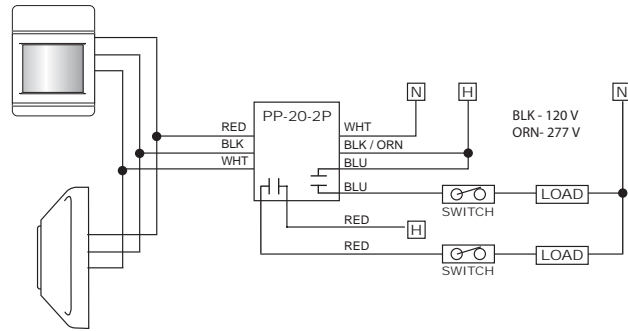 N
H
N
BLK - 120 V
ORN- 277 V
PP-20-2P
RED
WHT
BLK
BLK / ORN
WHT
BLU
BLU
SWITCH
LOAD
RED
H
RED
SWITCH
LOAD